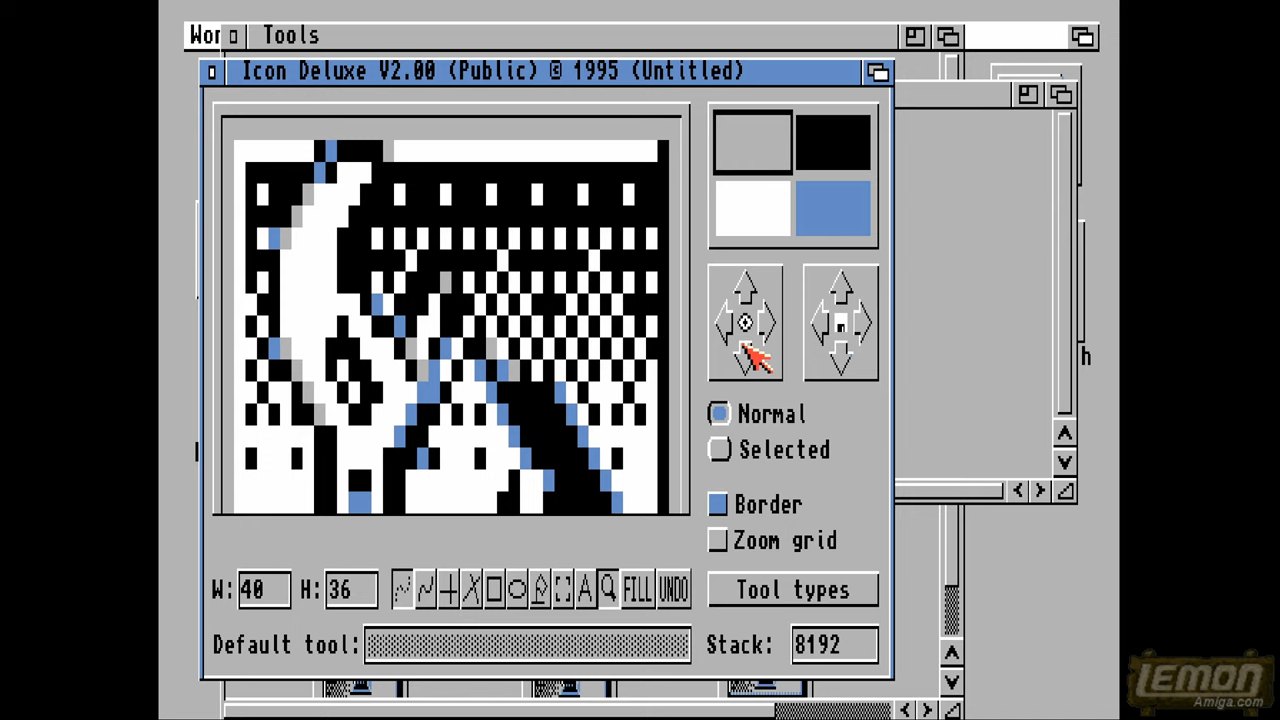 Wor
Tools
Icon Deluxe V2.00 (Public) © 1995 (Untitled)
h
Normal
Selected
Border
Zoom grid
W: 40 H: 36 A FILL UNDO
Tool types
Default tool:
Stack: 8192
LEMON
Amiga.com